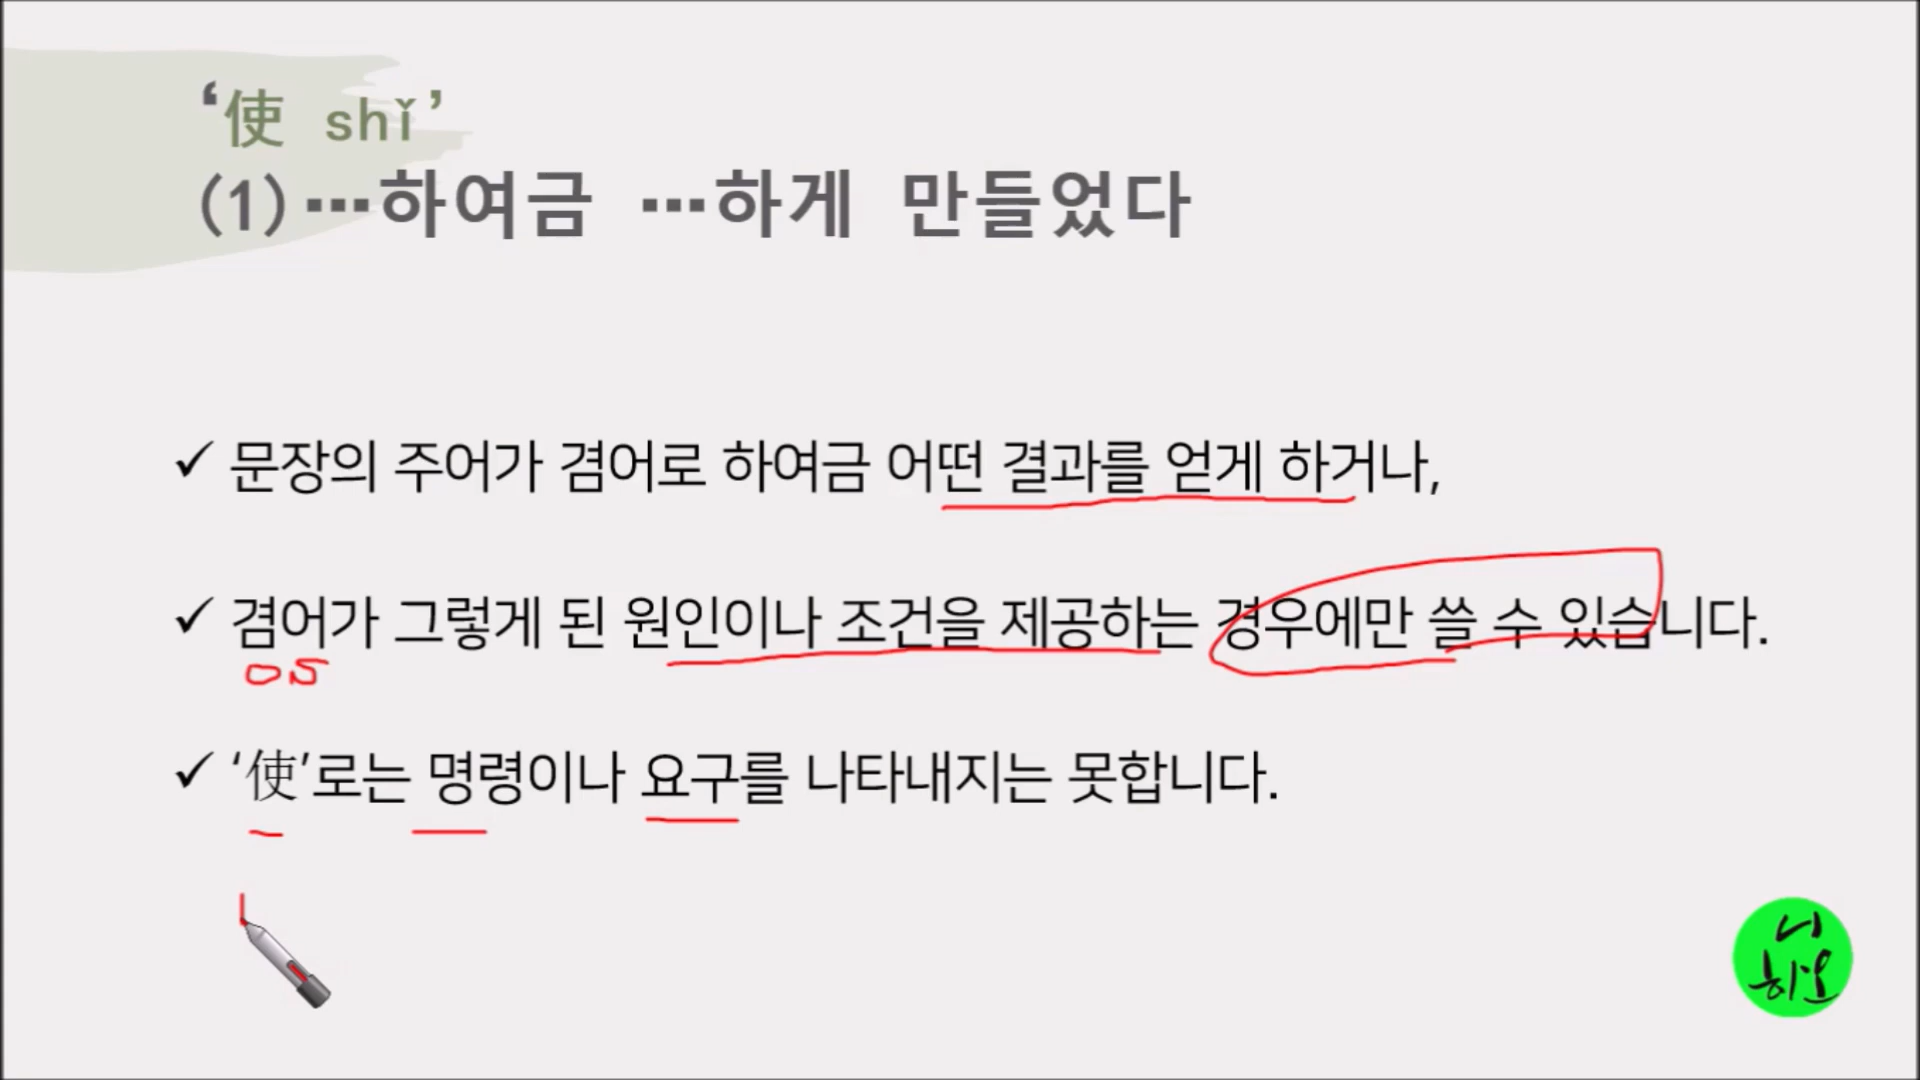 ‘使 shǐ’
(1)…하여금 …하게 만들었다
✓ 문장의 주어가 겸어로 하여금 어떤 결과를 얻게 하거나,
✓ 겸어가 그렇게 된 원인이나 조건을 제공하는 경우에만 쓸 수 있습니다.
OS
✓ ‘使’로는 명령이나 요구를 나타내지는 못합니다.
니
하오